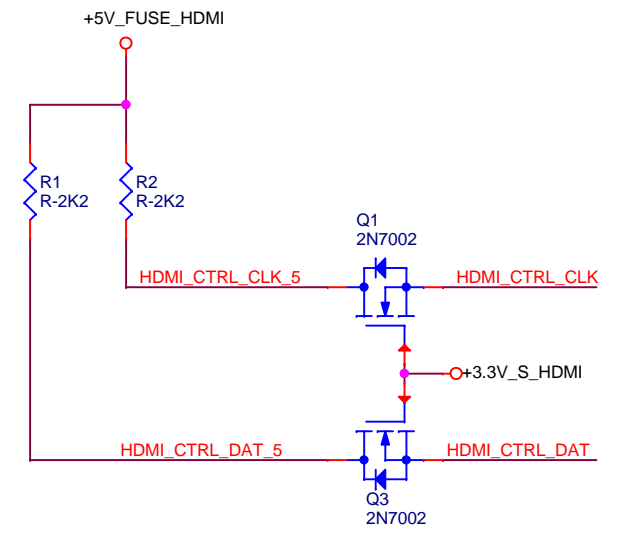 +5V_FUSE_HDMI
R1
R-2K2
R2
R-2K2
Q1
2N7002
HDMI_CTRL_CLK_5
HDMI_CTRL_CLK
+3.3V_S_HDMI
HDMI_CTRL_DAT_5
HDMI_CTRL_DAT
Q3
2N7002